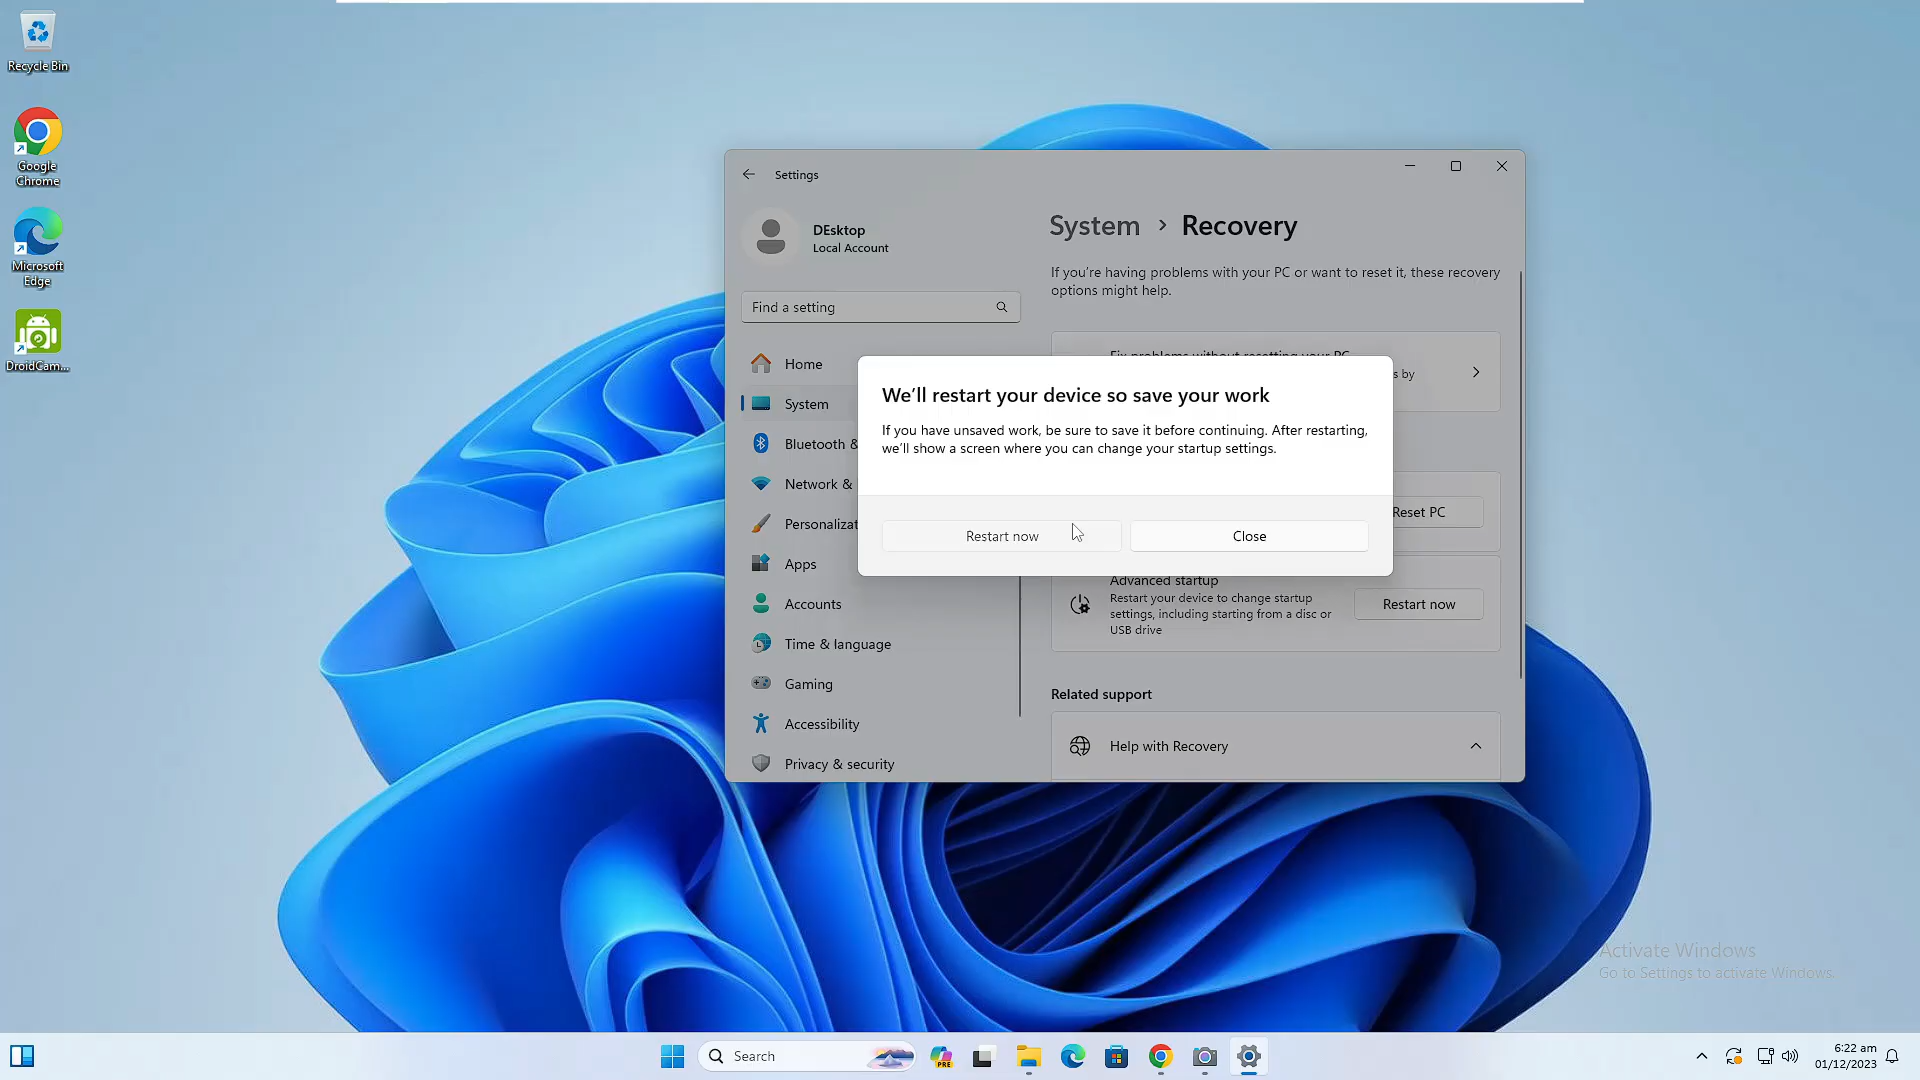 Recycle Bin
Google
Chrome
Microsoft
Edge
DroidCam...
Settings
DEsktop
Local Account
Find a setting
Home
System
Bluetooth &
Network &
Personalizat
Apps
Accounts
Time & language
Gaming
Accessibility
Privacy & security
System > Recovery
If you're having problems with your PC or want to reset it, these recovery
options might help.
s by
We'll restart your device so save your work
If you have unsaved work, be sure to save it before continuing. After restarting,
we'll show a screen where you can change your startup settings.
Restart now
Close
Reset PC
Advanced startup
Restart your device to change startup
settings, including starting from a disc or
USB drive
Restart now
Related support
Help with Recovery
Activate Windows
Go to Settings to activate Windows.
Search
PRE
6:22 am
01/12/2023